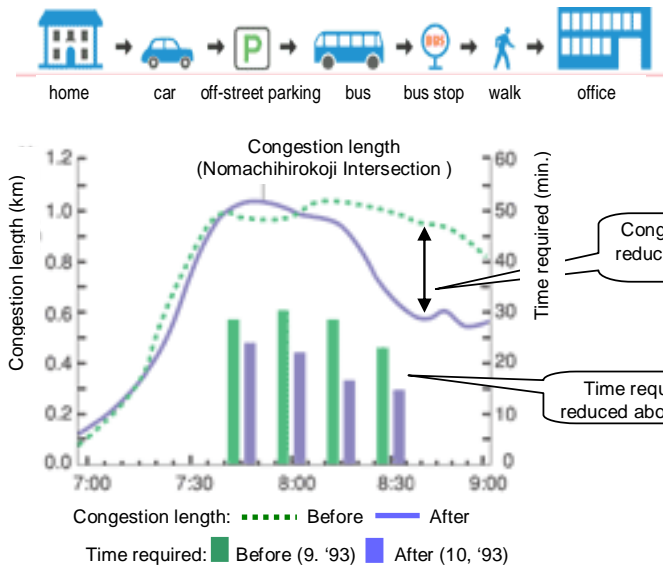 P
BUS
home car off-street parking bus bus stop walk office
Congestion length
(Nomachihirokoji Intersection )
Congestion length (km)
1.2
1.0
0.8
0.6
0.4
0.2
0.0
Time required (min.)
60
50
40
30
20
10
0
reduc
Time requ
reduced abo
7:00 7:30 8:00 8:30 9:00
Congestion length: Before After
Time required: Before (9. ‘93) After (10, ‘93)